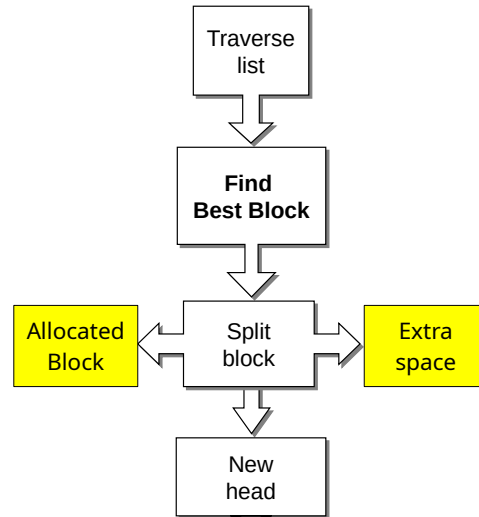 Traverse
list
Find
Best Block
Allocated
Block
Split
block
Extra
space
New
head